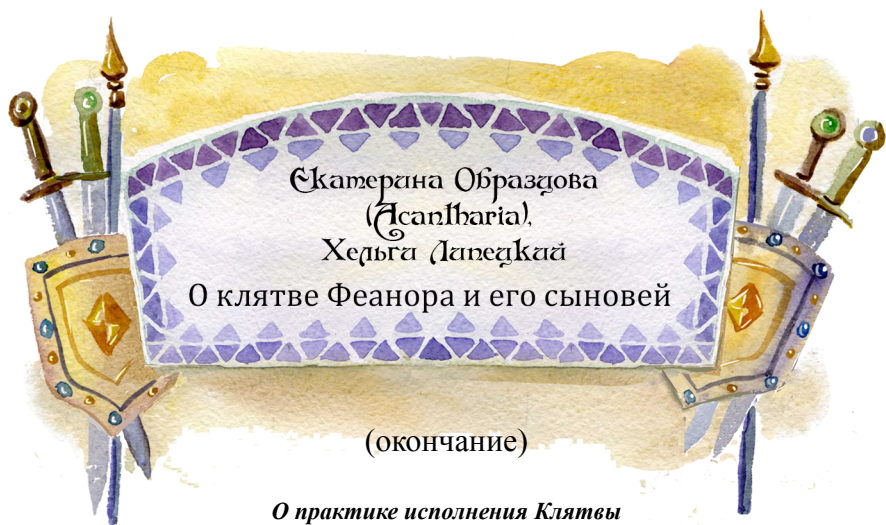 Екатерина Образцова
(Acantharia),
Хельги Липецкий
О клятве Феанора и его сыновей
(окончание)
О практике исполнения Клятвы